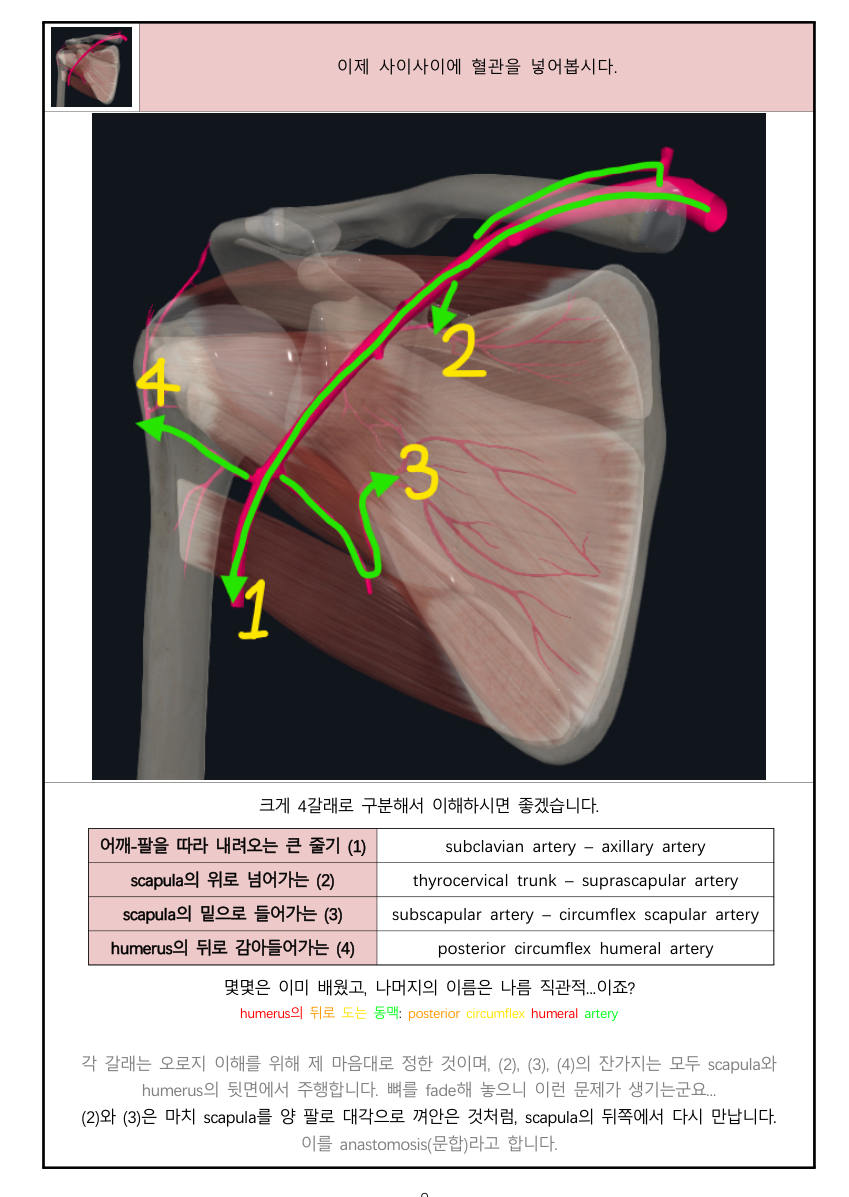 이제 사이사이에 혈관을 넣어봅시다.
2
4
3
1
크게 4갈래로 구분해서 이해하시면 좋겠습니다.
어깨-팔을 따라 내려오는 큰 줄기 (1) subclavian artery – axillary artery
scapula의 위로 넘어가는 (2) thyrocervical trunk – suprascapular artery
scapula의 밑으로 들어가는 (3) subscapular artery – circumflex scapular artery
humerus의 뒤로 감아들어가는 (4) posterior circumflex humeral artery
몇몇은 이미 배웠고, 나머지의 이름은 나름 직관적...이죠?
humerus의 뒤로 도는 동맥: posterior circumflex humeral artery
각 갈래는 오로지 이해를 위해 제 마음대로 정한 것이며, (2), (3), (4)의 잔가지는 모두 scapula와
humerus의 뒷면에서 주행합니다. 뼈를 fade해 놓으니 이런 문제가 생기는군요...
(2)와 (3)은 마치 scapula를 양 팔로 대각으로 껴안은 것처럼, scapula의 뒤쪽에서 다시 만납니다.
이를 anastomosis(문합)라고 합니다.